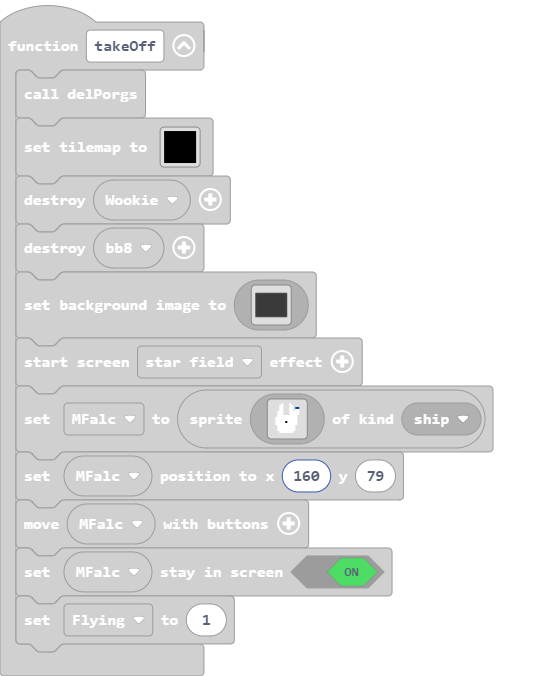 function takeOff
call delPorgs
set tilemap to
destroy Wookie
destroy bb8
set background image to
start screen star field effect
set MFalc to sprite of kind ship
set MFalc position to x 160 y 79
move MFalc with buttons
set MFalc stay in screen ON
set Flying to 1